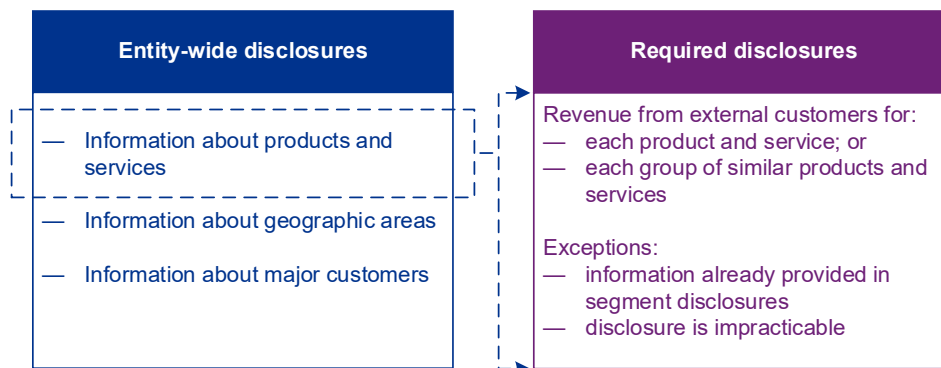 Entity-wide disclosures
— Information about products and
services
— Information about geographic areas
— Information about major customers
Required disclosures
Revenue from external customers for:
— each product and service; or
— each group of similar products and
services
Exceptions:
— information already provided in
segment disclosures
— disclosure is impracticable